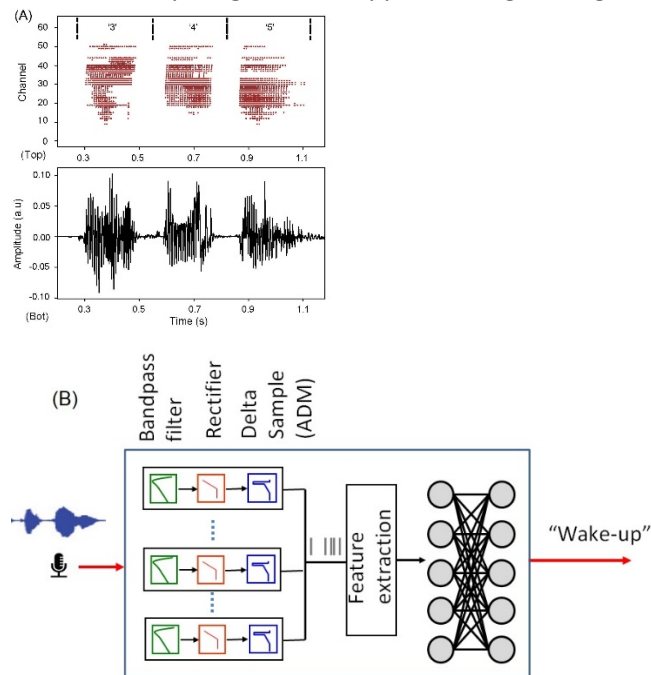 (A)
'3' '4' '5'
60
50
40
30
20
10
0
Channel
(Top)
0.3 0.5 0.7 0.9 1.1
0.10
0.05
0.00
-0.05
-0.10
Amplitude (a.u)
(Bot)
0.3 0.5 0.7 0.9 1.1
Time (s)
(B)
Bandpass
filter
Rectifier
Delta
Sample
(ADM)
Feature
extraction
"Wake-up"